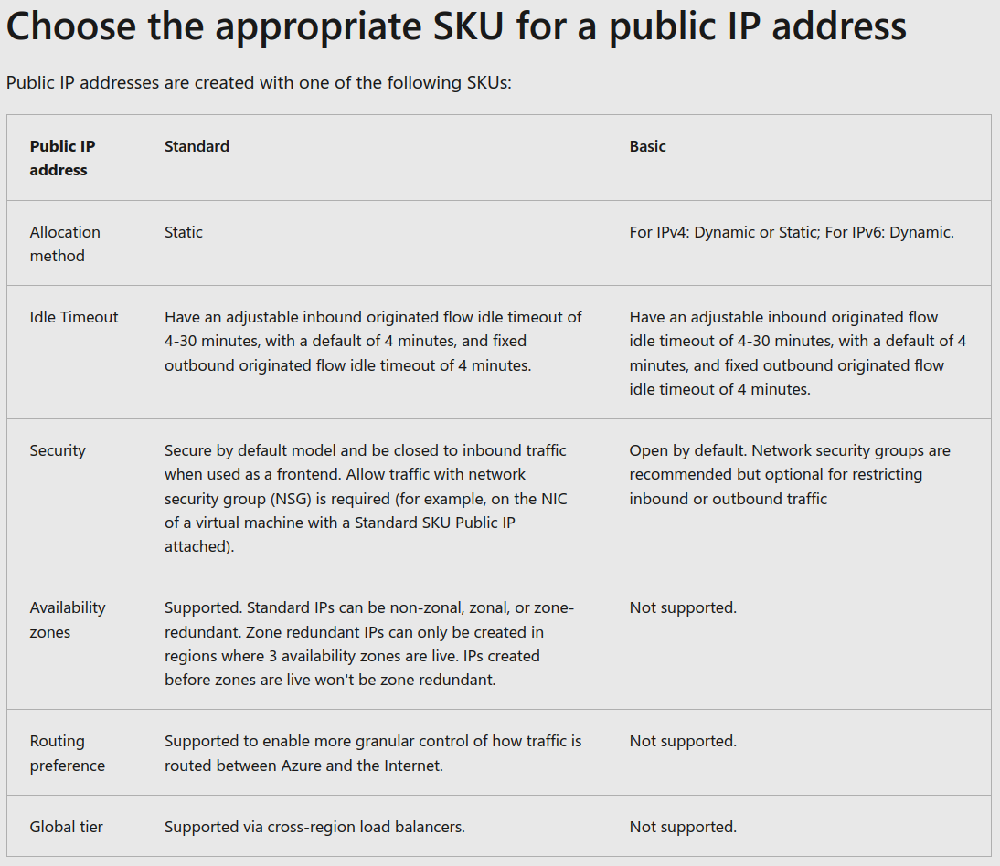 Choose the appropriate SKU for a public IP address
Public IP addresses are created with one of the following SKUs:
Public IP
address
Standard
Basic
Allocation
method
Static
For IPv4: Dynamic or Static; For IPv6: Dynamic.
Idle Timeout
Have an adjustable inbound originated flow idle timeout of
4-30 minutes, with a default of 4 minutes, and fixed
outbound originated flow idle timeout of 4 minutes.
Have an adjustable inbound originated flow
idle timeout of 4-30 minutes, with a default of 4
minutes, and fixed outbound originated flow
idle timeout of 4 minutes.
Security
Secure by default model and be closed to inbound traffic
when used as a frontend. Allow traffic with network
security group (NSG) is required (for example, on the NIC
of a virtual machine with a Standard SKU Public IP
attached).
Open by default. Network security groups are
recommended but optional for restricting
inbound or outbound traffic
Availability
zones
Supported. Standard IPs can be non-zonal, zonal, or zone-
redundant. Zone redundant IPs can only be created in
regions where 3 availability zones are live. IPs created
before zones are live won't be zone redundant.
Not supported.
Routing
preference
Supported to enable more granular control of how traffic is
routed between Azure and the Internet.
Not supported.
Global tier
Supported via cross-region load balancers.
Not supported.